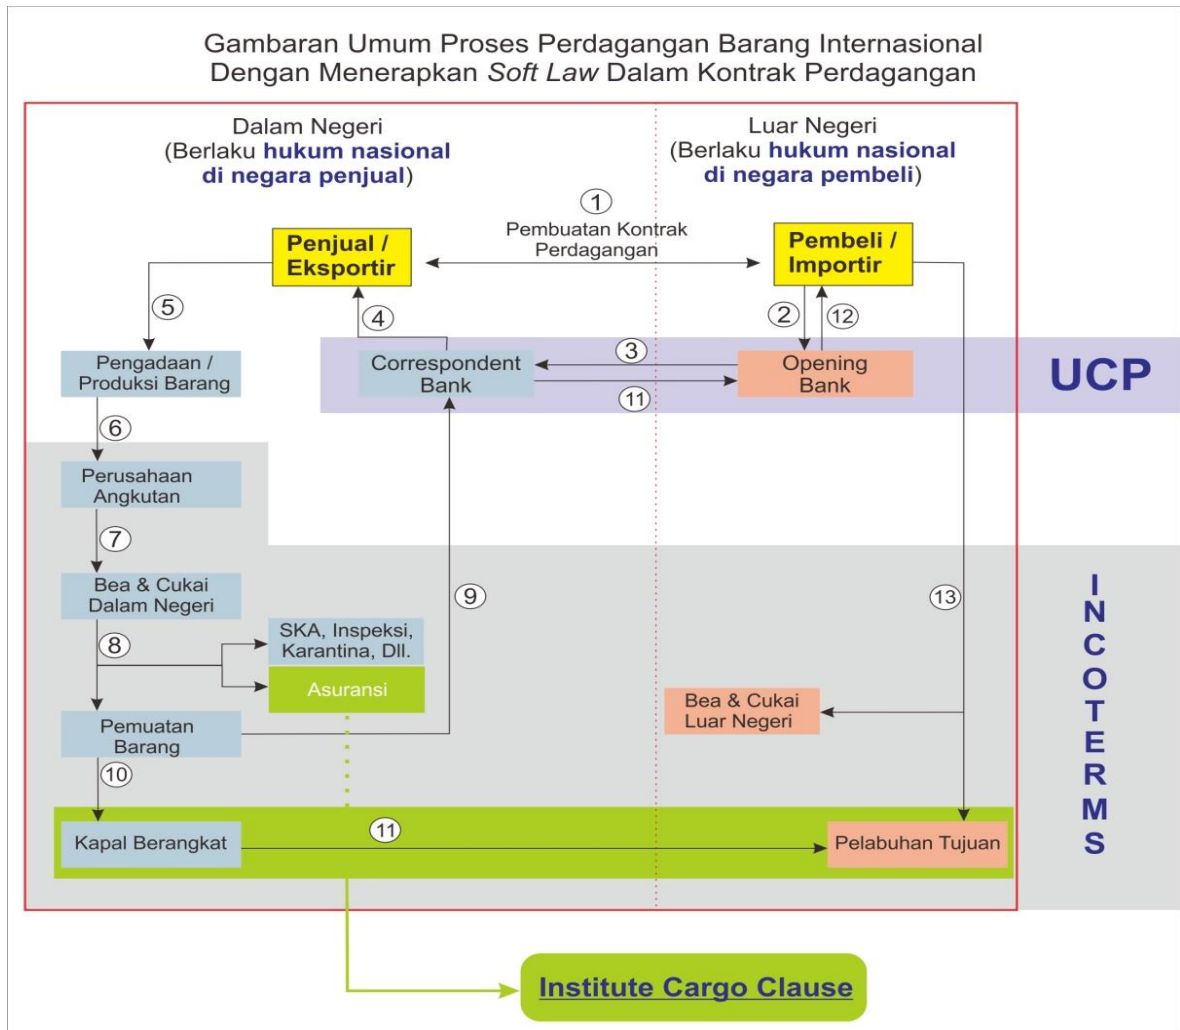 Gambaran Umum Proses Perdagangan Barang Internasional
Dengan Menerapkan Soft Law Dalam Kontrak Perdagangan
Dalam Negeri
(Berlaku hukum nasional
di negara penjual)
Luar Negeri
(Berlaku hukum nasional
di negara pembeli)
1
Pembuatan Kontrak
Perdagangan
Penjual /
Eksportir
Pembeli /
Importir
5
4
2
12
Pengadaan /
Produksi Barang
Correspondent
Bank
3
11
Opening
Bank
UCP
6
Perusahaan
Angkutan
7
Bea & Cukai
Dalam Negeri
8
9
13
SKA, Inspeksi,
Karantina, Dll.
Asuransi
Pemuatan
Barang
Bea & Cukai
Luar Negeri
10
Kapal Berangkat
11
Pelabuhan Tujuan
INCOTERMS
Institute Cargo Clause